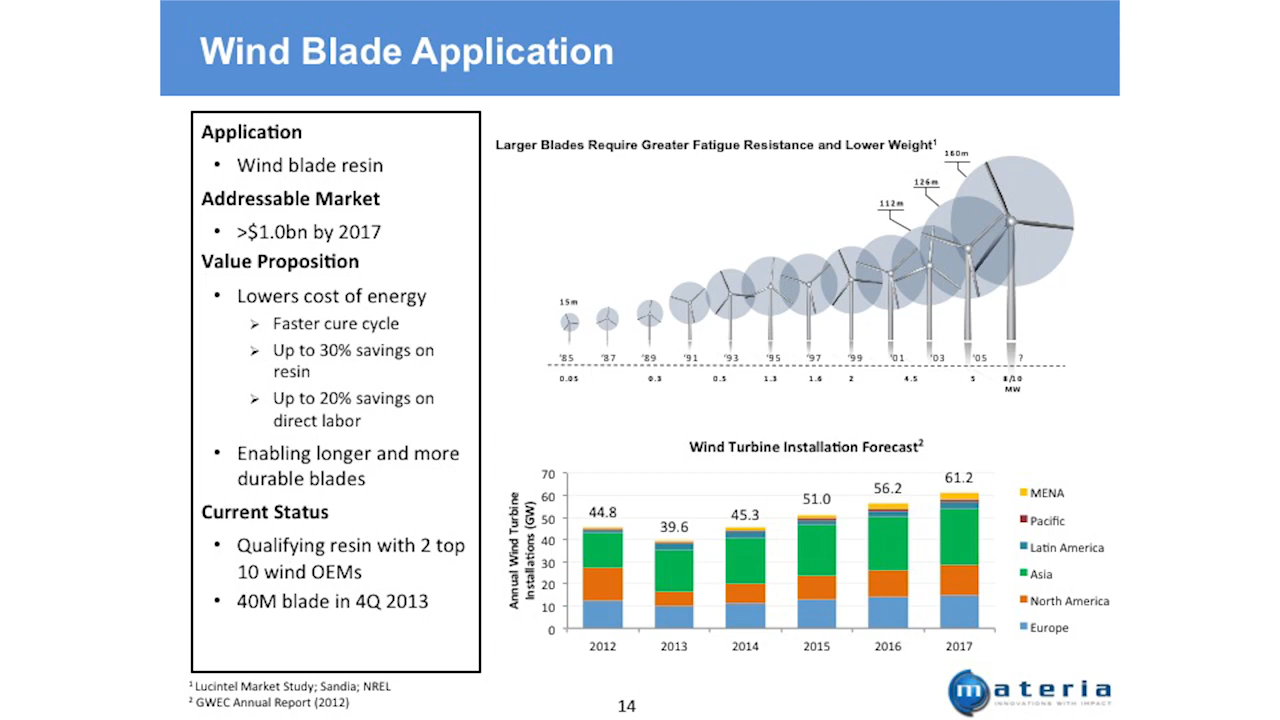 Wind Blade Application
Application
• Wind blade resin
Addressable Market
• >$1.0bn by 2017
Value Proposition
• Lowers cost of energy
➢ Faster cure cycle
➢ Up to 30% savings on
resin
➢ Up to 20% savings on
direct labor
• Enabling longer and more
durable blades
Current Status
• Qualifying resin with 2 top
10 wind OEMs
• 40M blade in 4Q 2013
Larger Blades Require Greater Fatigue Resistance and Lower Weight¹
160m
126m
112m
15m
'85 '87 '89 '91 '93 '95 '97 '99 '01 '03 '05 ?
0.05 0.3 0.5 1.3 1.6 2 4.5 5 8/10
MW
Wind Turbine Installation Forecast²
Annual Wind Turbine
Installations (GW)
70
60
50
40
30
20
10
0
44.8 39.6 45.3 51.0 56.2 61.2
2012 2013 2014 2015 2016 2017
MENA
Pacific
Latin America
Asia
North America
Europe
¹ Lucintel Market Study; Sandia; NREL
² GWEC Annual Report (2012)
14
materia
INNOVATIONS WITH IMPACT